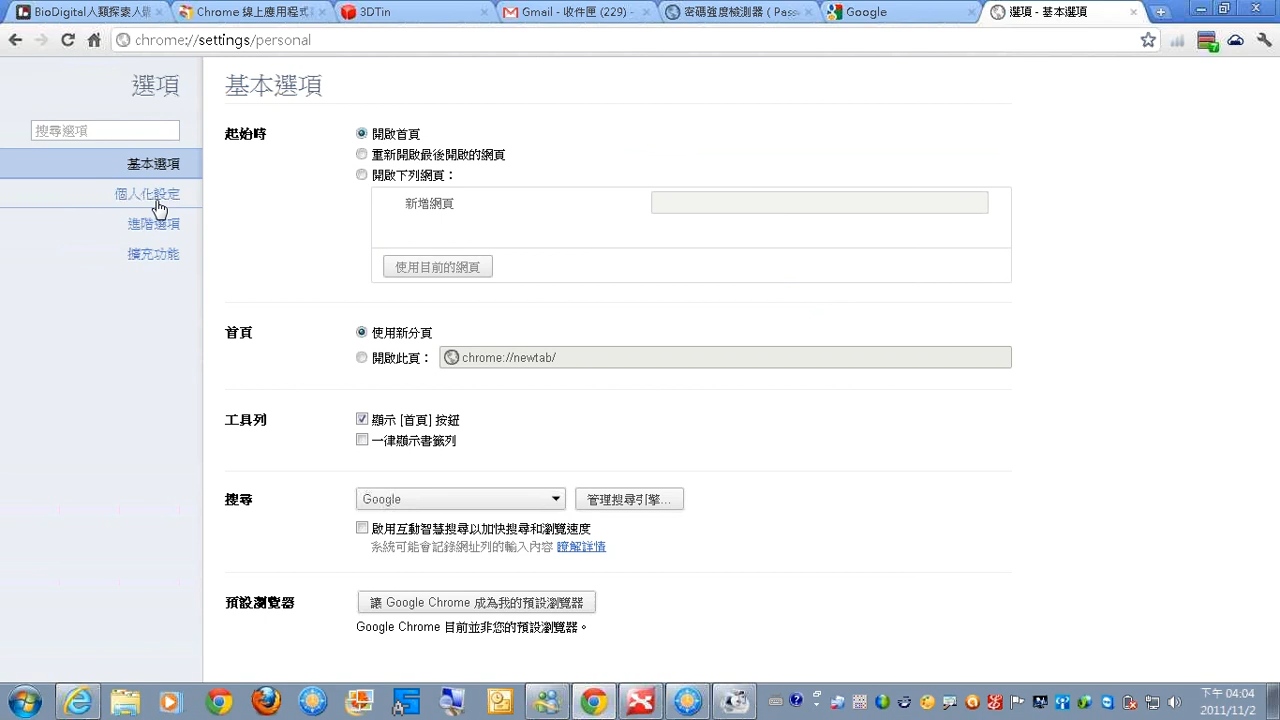 BioDigital人類探索人
Chrome 線上應用程式
3DTin
Gmail - 收件匣 (229) -
密碼強度檢測器 ( Pass
Google
選項 - 基本選項
chrome://settings/personal
7
選項
搜尋選項
基本選項
個人化設定
進階選項
擴充功能
基本選項
起始時
開啟首頁
重新開啟最後開啟的網頁
開啟下列網頁：
新增網頁
使用目前的網頁
首頁
使用新分頁
開啟此頁：
chrome://newtab/
工具列
顯示 [首頁] 按鈕
一律顯示書籤列
搜尋
Google
管理搜尋引擎...
啟用互動智慧搜尋以加快搜尋和瀏覽速度
系統可能會記錄網址列的輸入內容 瞭解詳情
預設瀏覽器
讓 Google Chrome 成為我的預設瀏覽器
Google Chrome 目前並非您的預設瀏覽器。
下午 04:04
2011/11/2